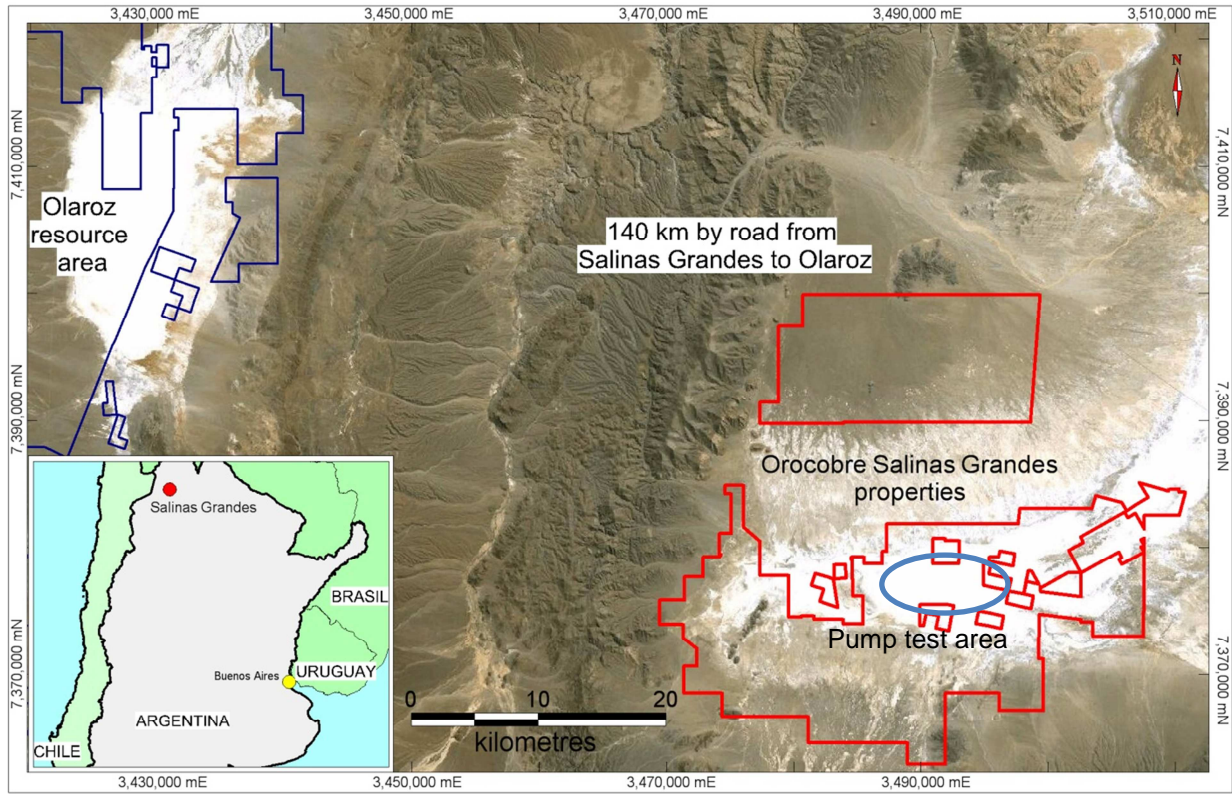 3,430,000 mE
3,450,000 mE
3,470,000 mE
3,490,000 mE
3,510,000 mE
N
7,410,000 mN
7,410,000 mN
Olaroz
resource
area
140 km by road from
Salinas Grandes to Olaroz
7,390,000 mN
7,390,000 mN
Orocobre Salinas Grandes
properties
Salinas Grandes
BRASIL
Pump test area
7,370,000 mN
7,370,000 mN
Buenos Aires
URUGUAY
0
10
20
kilometres
ARGENTINA
CHILE
3,430,000 mE
3,450,000 mE
3,470,000 mE
3,490,000 mE